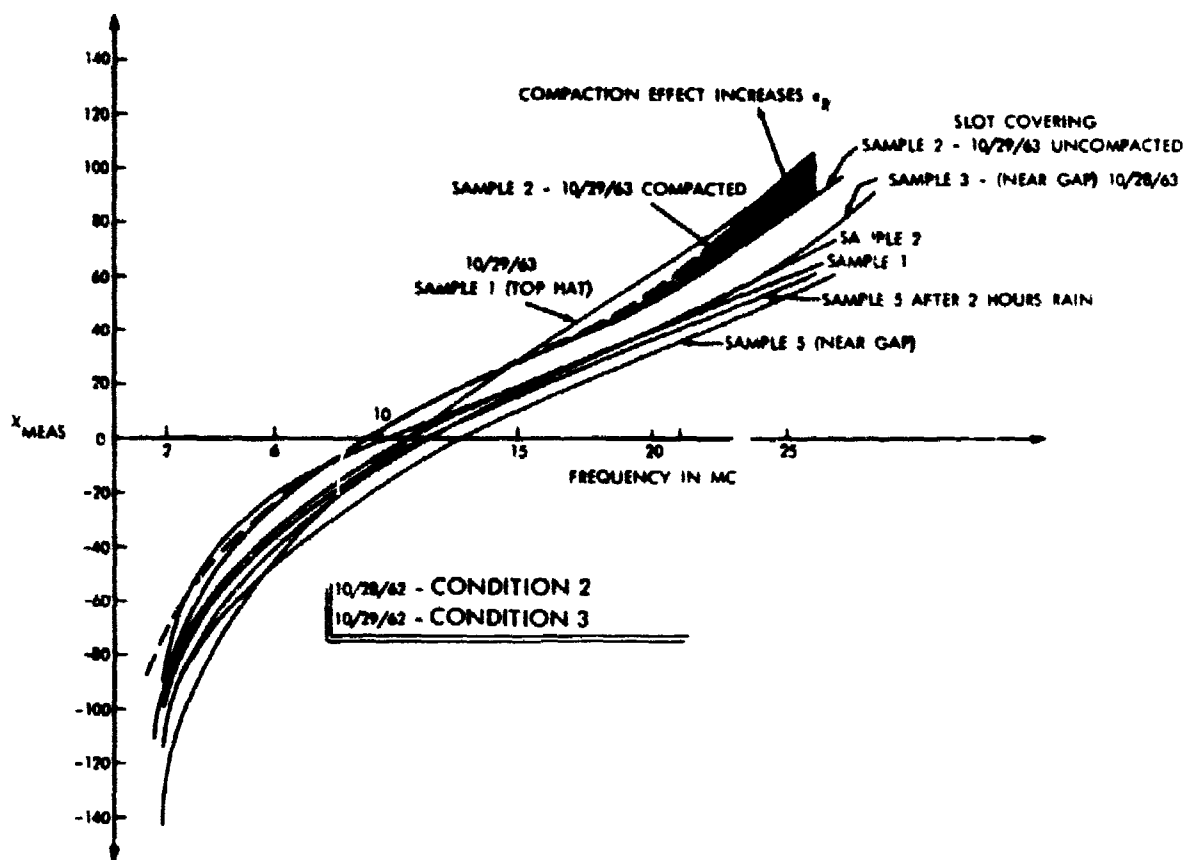 140
120
100
80
60
40
20
0
-20
-40
-60
-80
-100
-120
-140
X MEAS
COMPACTION EFFECT INCREASES ε R
SLOT COVERING
SAMPLE 2 - 10/29/63 UNCOMPACTED
SAMPLE 3 - (NEAR GAP) 10/28/63
SAMPLE 2 - 10/29/63 COMPACTED
SA PLE 2
SAMPLE 1
10/29/63
SAMPLE 1 (TOP HAT)
SAMPLE 5 AFTER 2 HOURS RAIN
SAMPLE 5 (NEAR GAP)
10
15
20
25
FREQUENCY IN MC
10/28/62 - CONDITION 2
10/29/62 - CONDITION 3